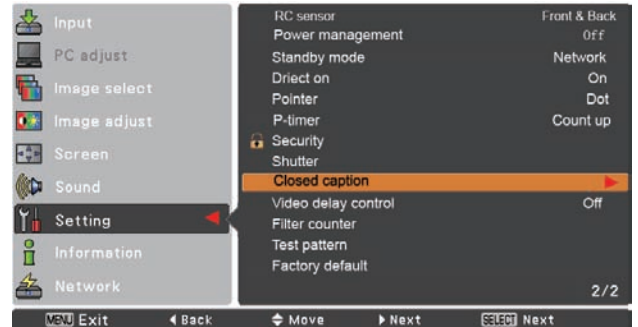 Input
PC adjust
Image select
Image adjust
Screen
Sound
Setting
Information
Network
RC sensor Front & Back
Power management Off
Standby mode Network
Driect on On
Pointer Dot
P-timer Count up
Security
Shutter
Closed caption
Video delay control Off
Filter counter
Test pattern
Factory default
2/2
MENU Exit Back Move Next SELECT Next